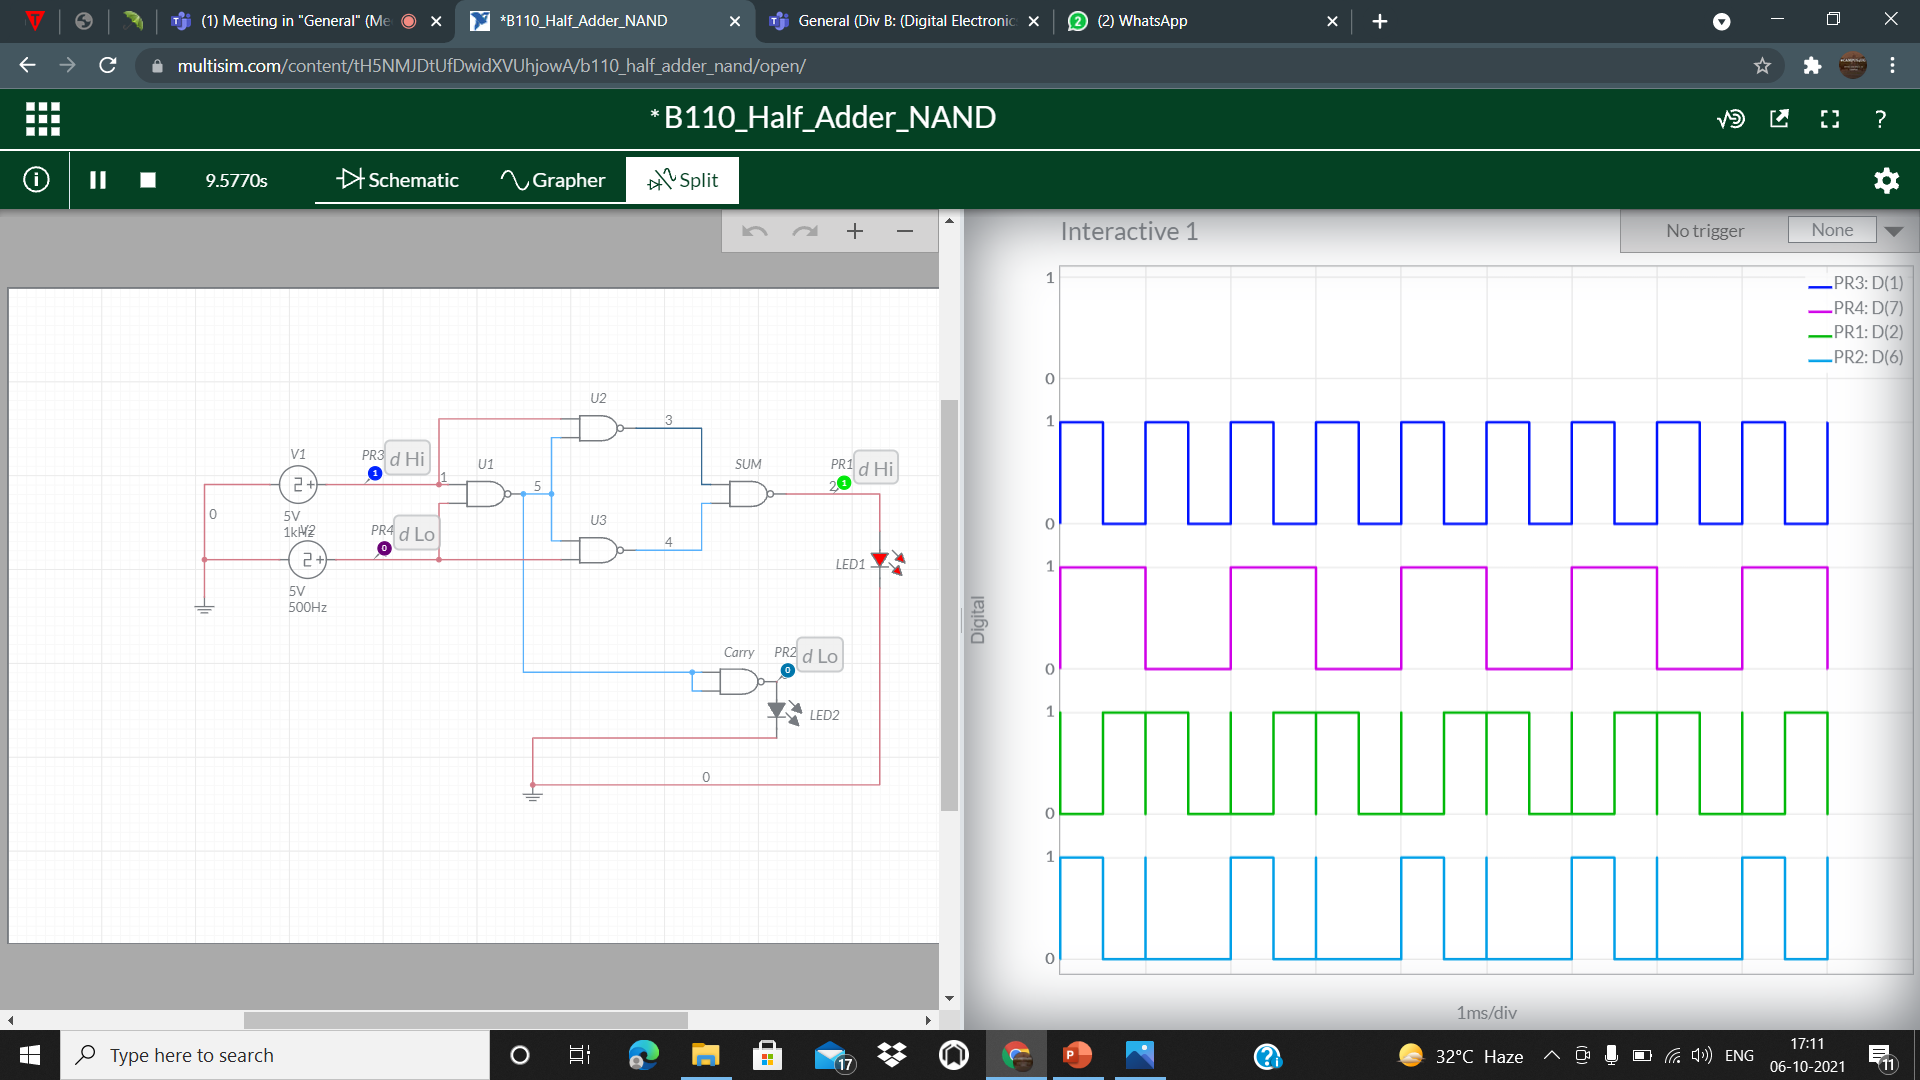 (1) Meeting in "General" (Me
*B110_Half_Adder_NAND
General (Div B: (Digital Electronic
2
(2) WhatsApp
multisim.com/content/tH5NMJDtUfDwidXVUhjowA/b110_half_adder_nand/open/
*B110_Half_Adder_NAND
?
9.5770s
Schematic
Grapher
Split
Interactive 1
No trigger
None
U2
3
V1
PR3
d Hi
1
1
U1
5
SUM
PR1
d Hi
2
1
0
5V
1kHz
V2
PR4
d Lo
0
U3
4
LED1
5V
500Hz
Carry
PR2
d Lo
0
LED2
0
PR3: D(1)
PR4: D(7)
PR1: D(2)
PR2: D(6)
1
0
1
0
1
0
1
0
1
0
Digital
1ms/div
Type here to search
17
32°C Haze
ENG
17:11
06-10-2021
11